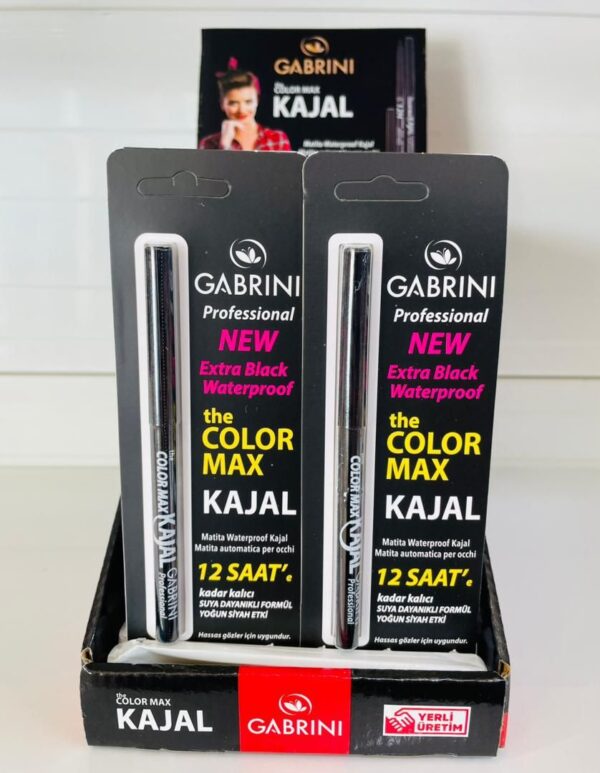 GABRINI
the
COLOR MAX
KAJAL
Matita Waterproof Kajal
GABRINI
Professional
NEW
Extra Black
Waterproof
the
COLOR
MAX
KAJAL
Matita Waterproof Kajal
Matita automatica per occhi
12 SAAT'e
kadar kalıcı
SUYA DAYANIKLI FORMÜL
YOĞUN SİYAH ETKİ
Hassas gözler için uygundur.
the
COLOR MAX
KAJAL
GABRINI
Professional
GABRINI
Professional
NEW
Extra Black
Waterproof
the
COLOR
MAX
KAJAL
Matita Waterproof Kajal
Matita automatica per occhi
12 SAAT'e
kadar kalıcı
SUYA DAYANIKLI FORMÜL
YOĞUN SİYAH ETKİ
Hassas gözler için uygundur.
COLOR MAX
KAJAL
Professional
the
COLOR MAX
KAJAL
GABRINI
YERLİ
ÜRETİM